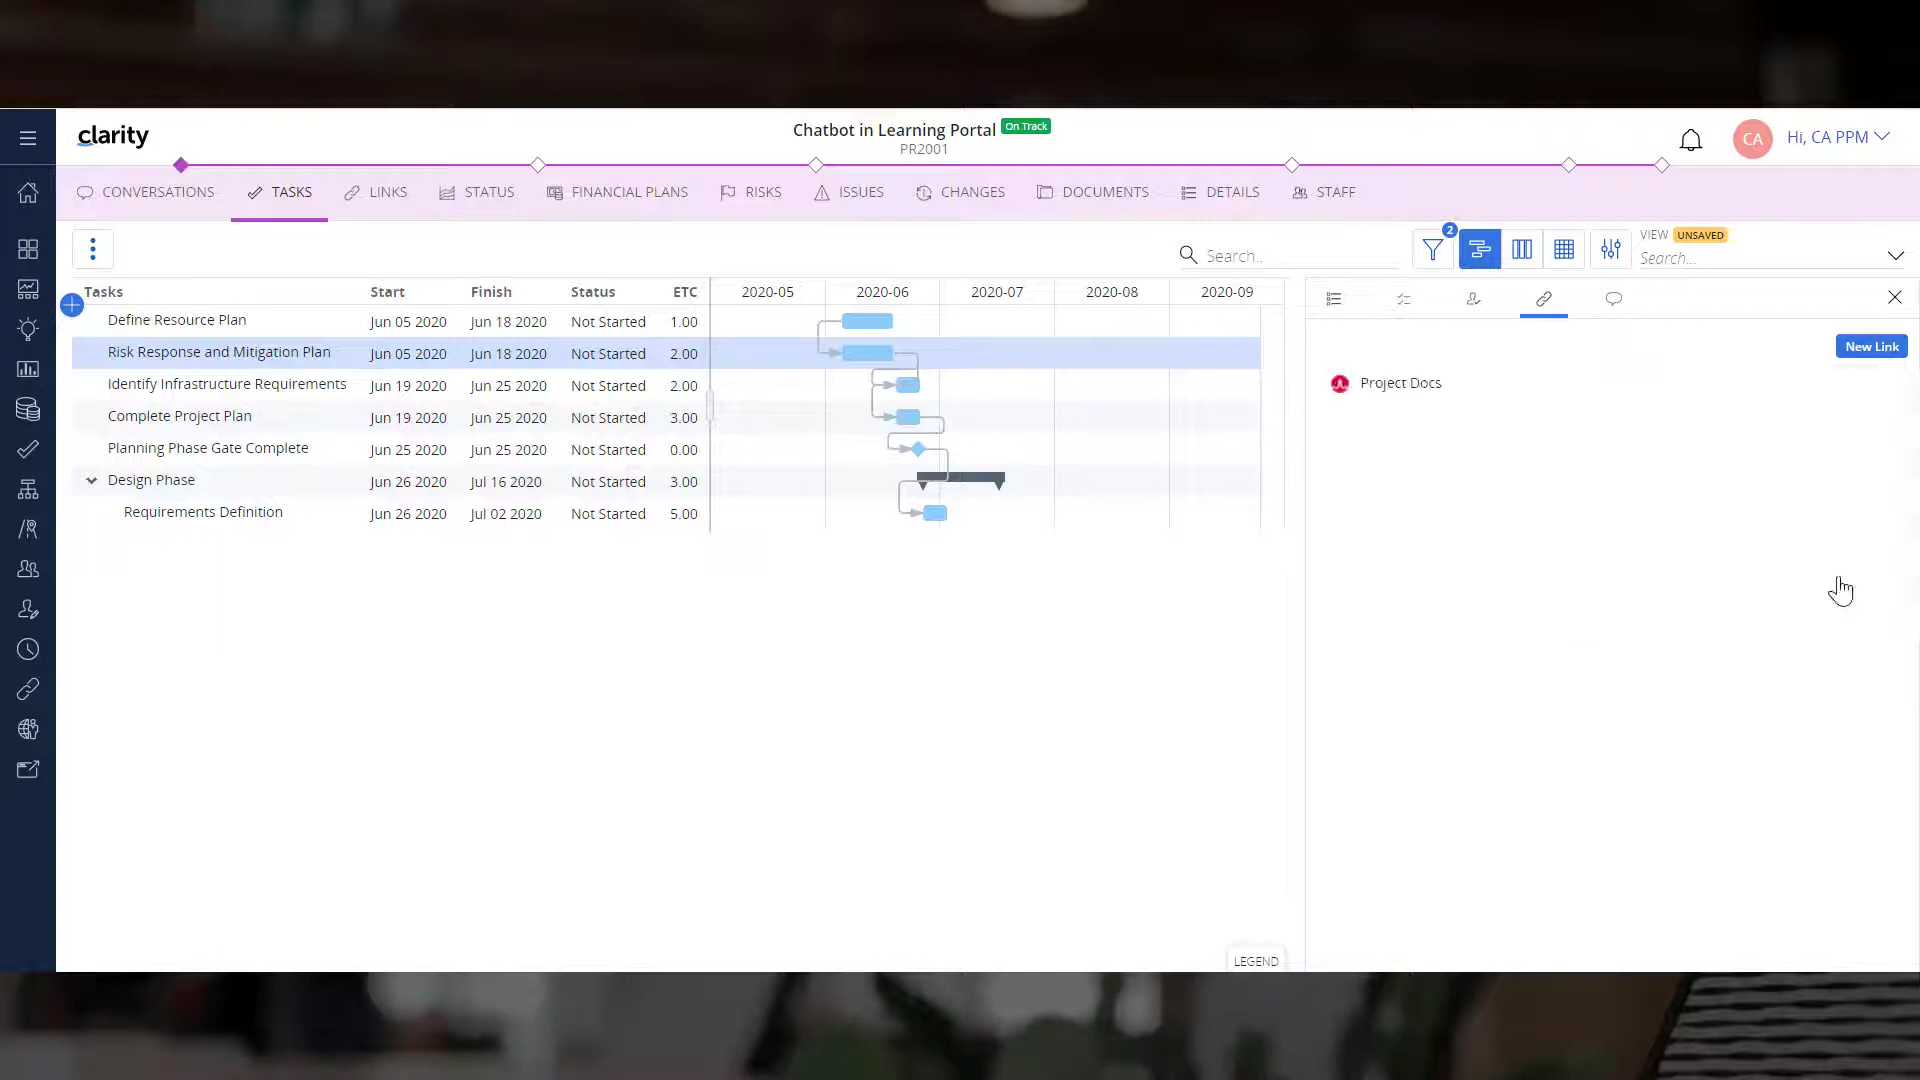 clarity
Chatbot in Learning Portal On Track
PR2001
CA Hi, CA PPM
CONVERSATIONS TASKS LINKS STATUS FINANCIAL PLANS RISKS ISSUES CHANGES DOCUMENTS DETAILS STAFF
Search..
2
VIEW UNSAVED
Search...
Tasks Start Finish Status ETC 2020-05 2020-06 2020-07 2020-08 2020-09
Define Resource Plan Jun 05 2020 Jun 18 2020 Not Started 1.00
Risk Response and Mitigation Plan Jun 05 2020 Jun 18 2020 Not Started 2.00
Identify Infrastructure Requirements Jun 19 2020 Jun 25 2020 Not Started 2.00
Complete Project Plan Jun 19 2020 Jun 25 2020 Not Started 3.00
Planning Phase Gate Complete Jun 25 2020 Jun 25 2020 Not Started 0.00
Design Phase Jun 26 2020 Jul 16 2020 Not Started 3.00
Requirements Definition Jun 26 2020 Jul 02 2020 Not Started 5.00
New Link
Project Docs
LEGEND